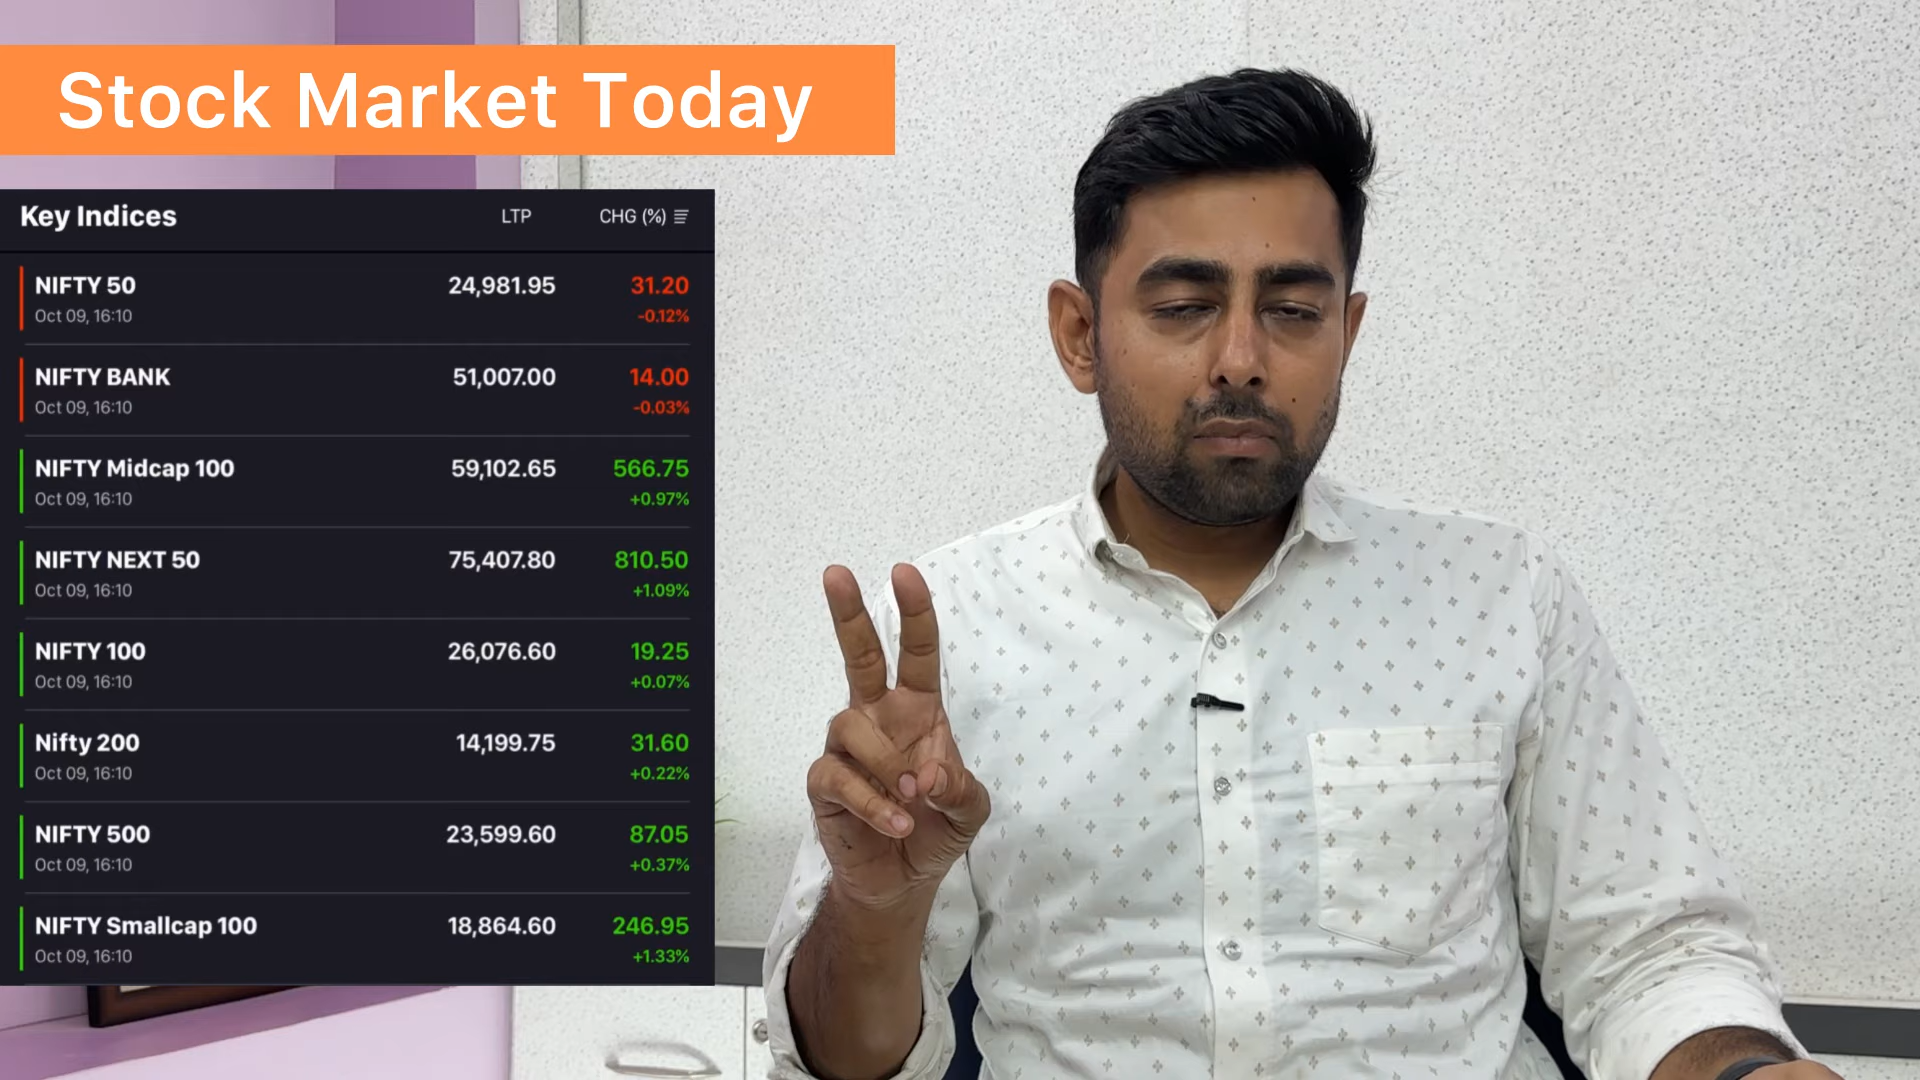 Stock Market Today
Key Indices LTP CHG (%)
NIFTY 50 24,981.95 31.20
Oct 09, 16:10 -0.12%
NIFTY BANK 51,007.00 14.00
Oct 09, 16:10 -0.03%
NIFTY Midcap 100 59,102.65 566.75
Oct 09, 16:10 +0.97%
NIFTY NEXT 50 75,407.80 810.50
Oct 09, 16:10 +1.09%
NIFTY 100 26,076.60 19.25
Oct 09, 16:10 +0.07%
Nifty 200 14,199.75 31.60
Oct 09, 16:10 +0.22%
NIFTY 500 23,599.60 87.05
Oct 09, 16:10 +0.37%
NIFTY Smallcap 100 18,864.60 246.95
Oct 09, 16:10 +1.33%